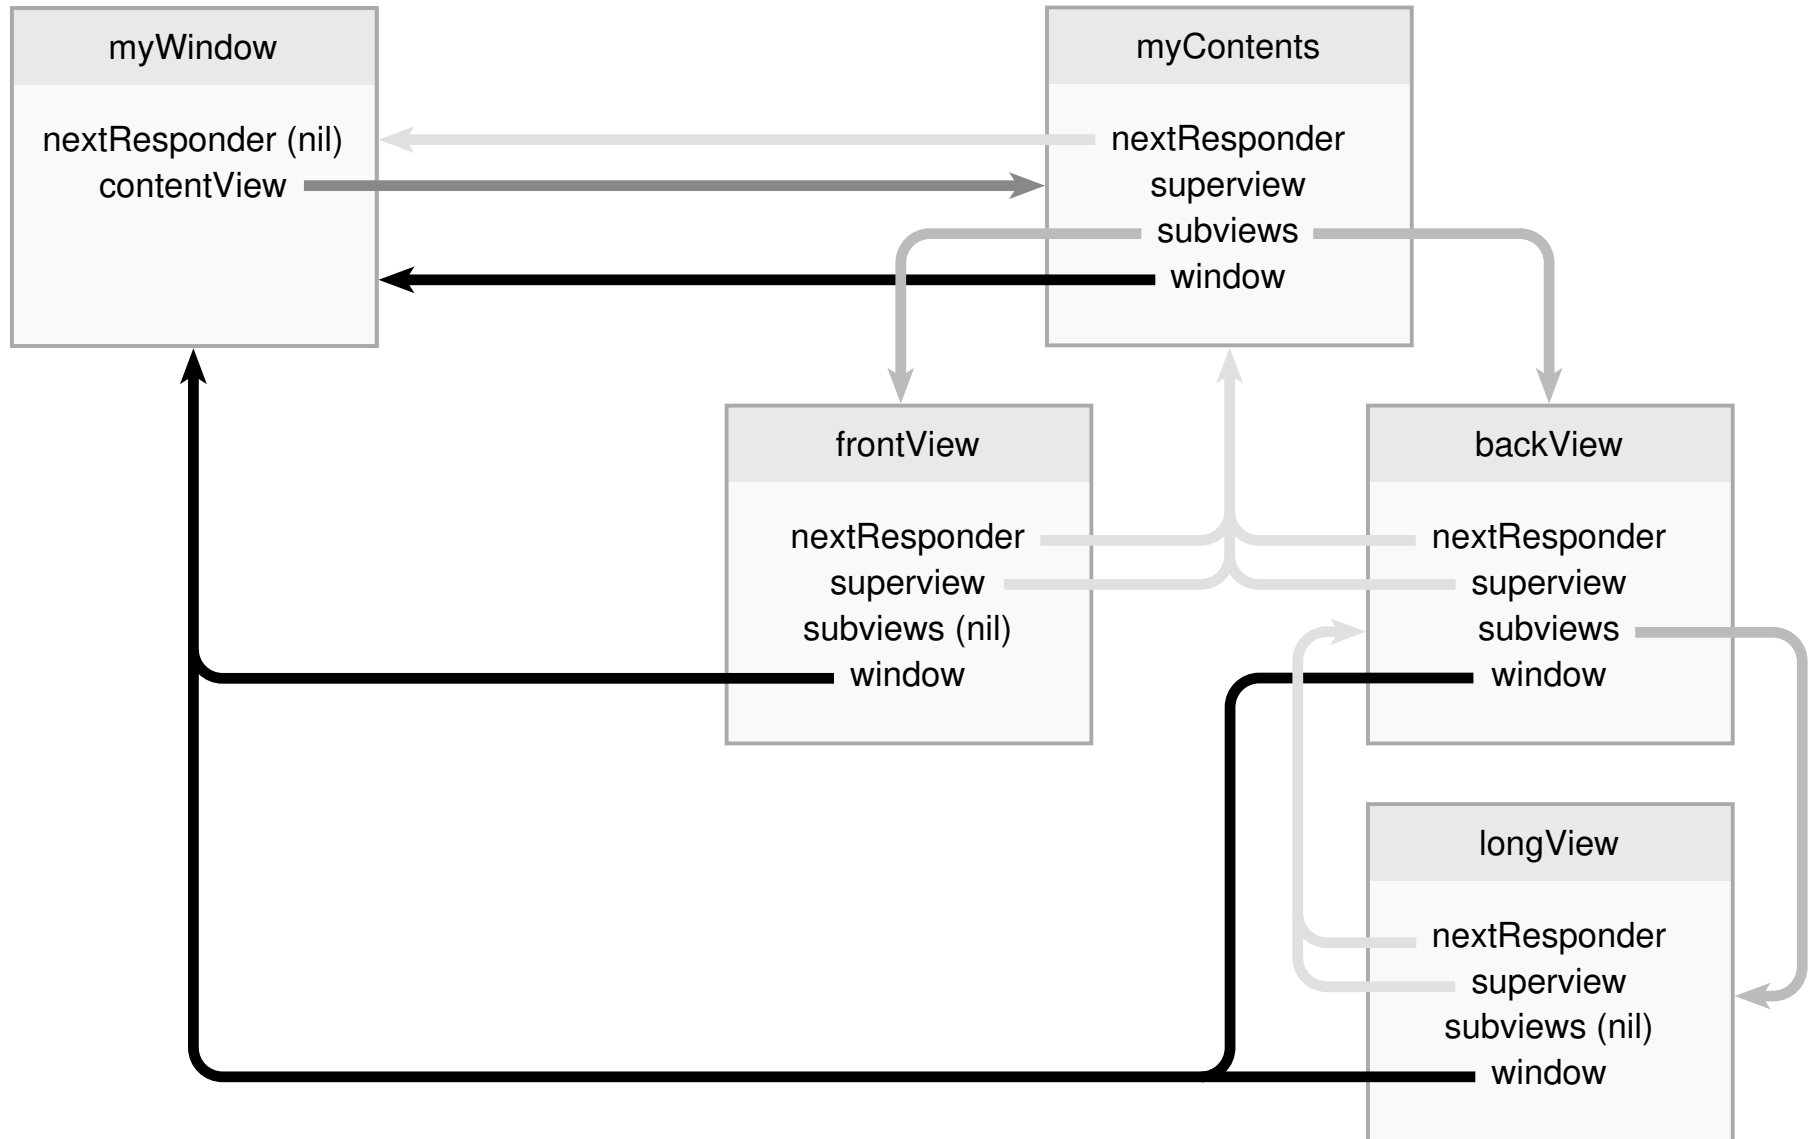 myWindow
nextResponder (nil)
contentView
myContents
nextResponder
superview
subviews
window
frontView
nextResponder
superview
subviews (nil)
window
backView
nextResponder
superview
subviews
window
longView
nextResponder
superview
subviews (nil)
window